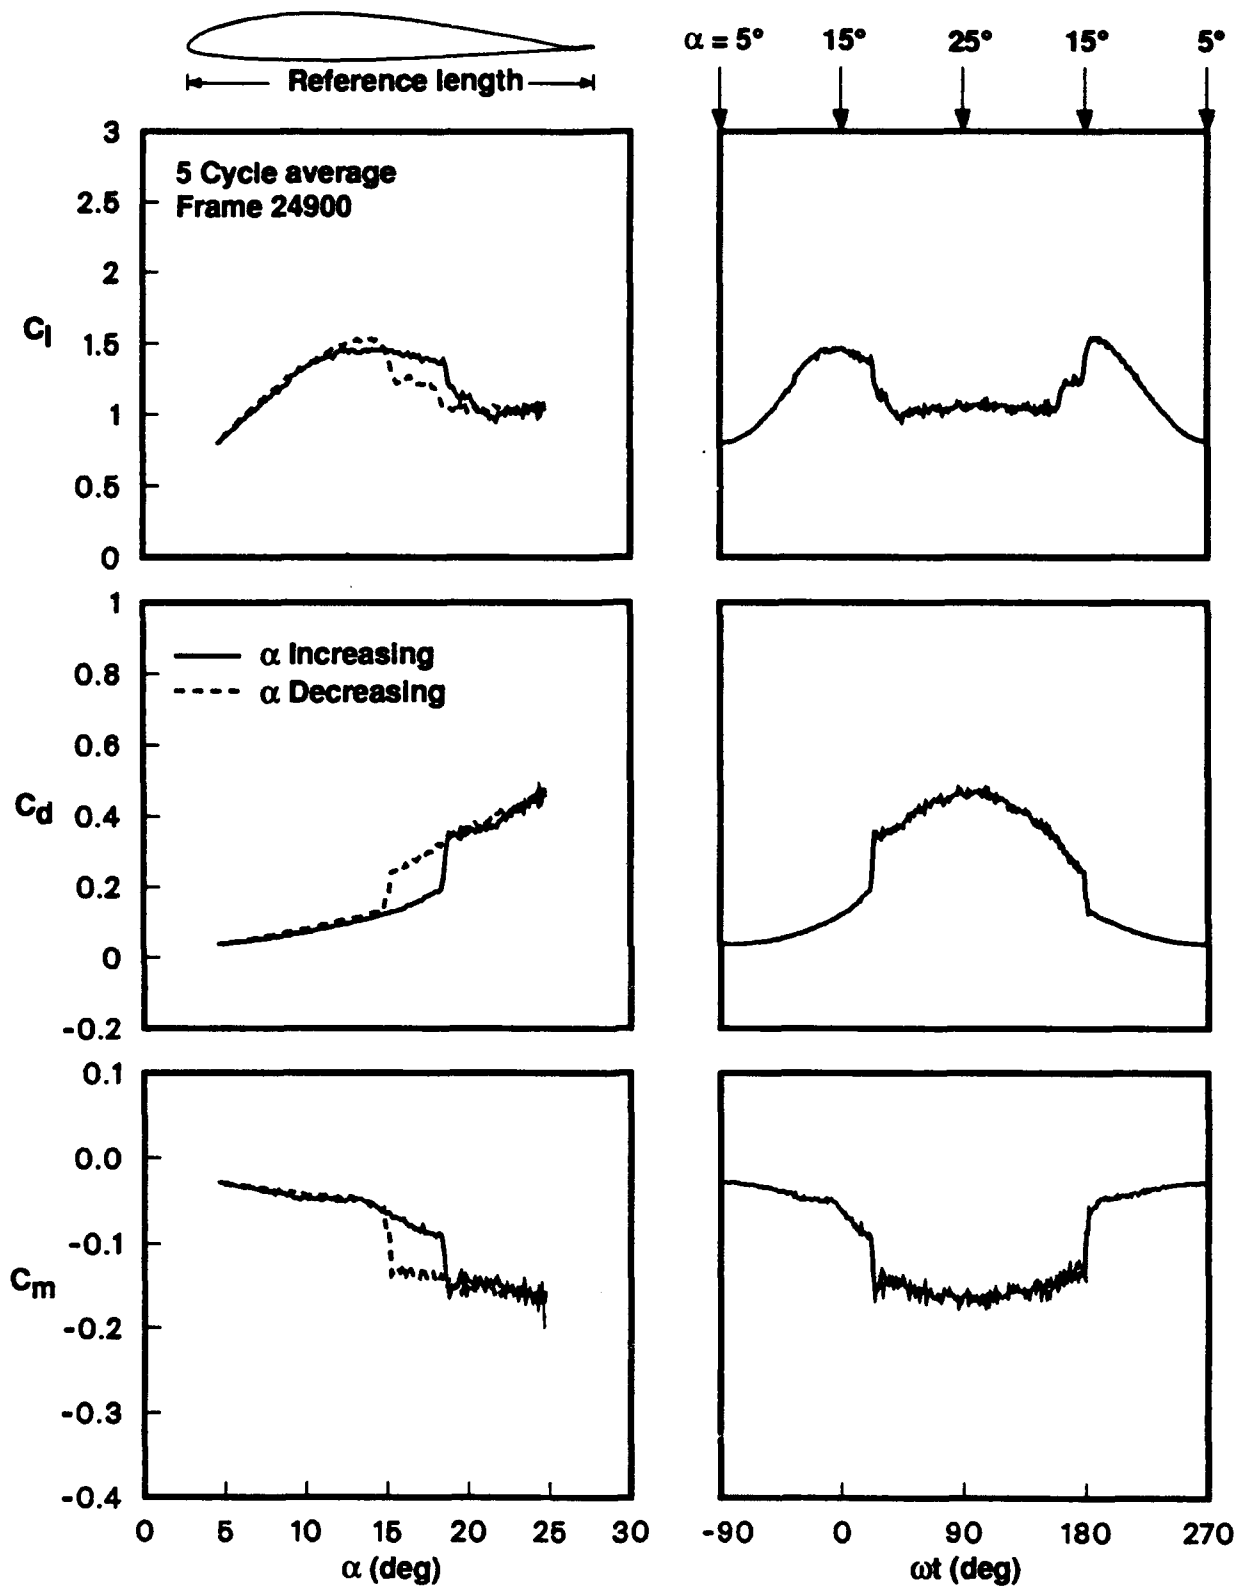 α = 5° 15° 25° 15° 5°
Reference length
5 Cycle average
Frame 24900
3
2.5
2
1.5
1
0.5
0
Cl
α Increasing
α Decreasing
1
0.8
0.6
0.4
0.2
0
-0.2
Cd
0.1
0.0
-0.1
-0.2
-0.3
-0.4
Cm
0 5 10 15 20 25 30
α (deg)
-90 0 90 180 270
ωt (deg)